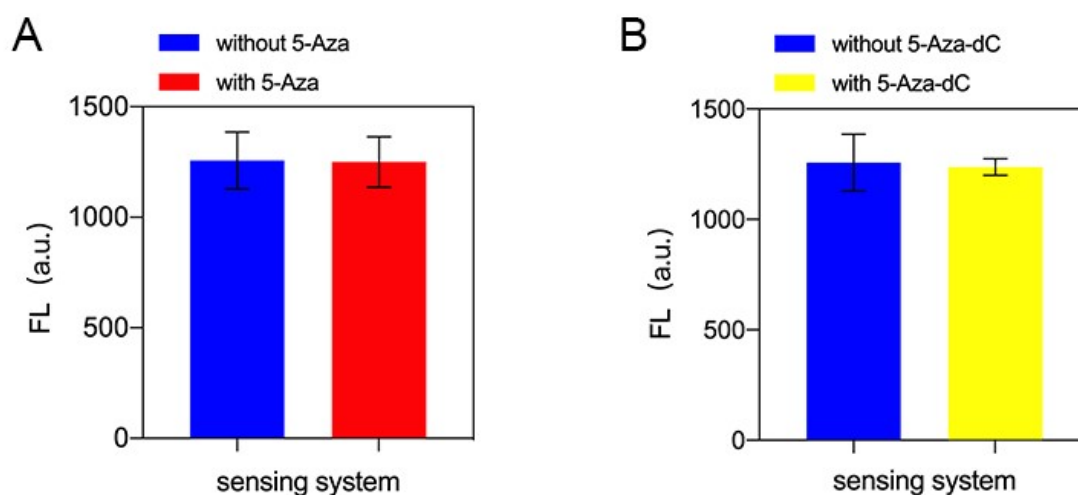 A
without 5-Aza
with 5-Aza
1500
1000
500
0
FL (a.u.)
sensing system
B
without 5-Aza-dC
with 5-Aza-dC
1500
1000
500
0
FL (a.u.)
sensing system